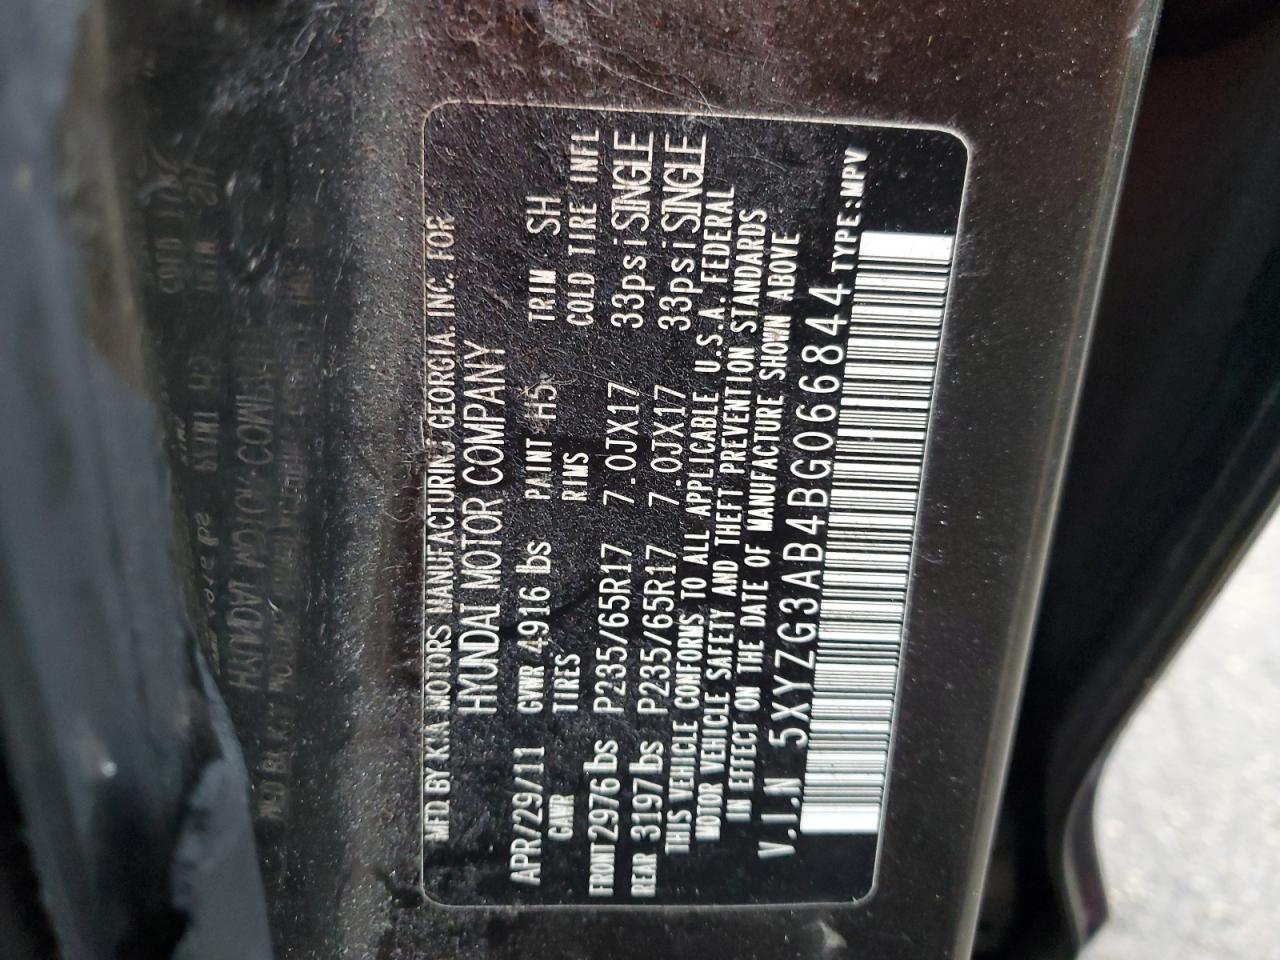 MFD BY KIA MOTORS MANUFACTURING GEORGIA. INC. FOR
HYUNDAI MOTOR COMPANY
APR/29/11 GVWR 4916 lbs PAINT H5 TRIM SH
GAWR TIRES RIMS COLD TIRE INFL
FRONT 2976 lbs P235/65R17 7.0JX17 33psi SINGLE
REAR 3197 lbs P235/65R17 7.0JX17 33psi SINGLE
THIS VEHICLE CONFORMS TO ALL APPLICABLE U.S.A. FEDERAL
MOTOR VEHICLE SAFETY AND THEFT PREVENTION STANDARDS
IN EFFECT ON THE DATE OF MANUFACTURE SHOWN ABOVE
V.I.N 5XYZG3AB4BG066844 TYPE:MPV